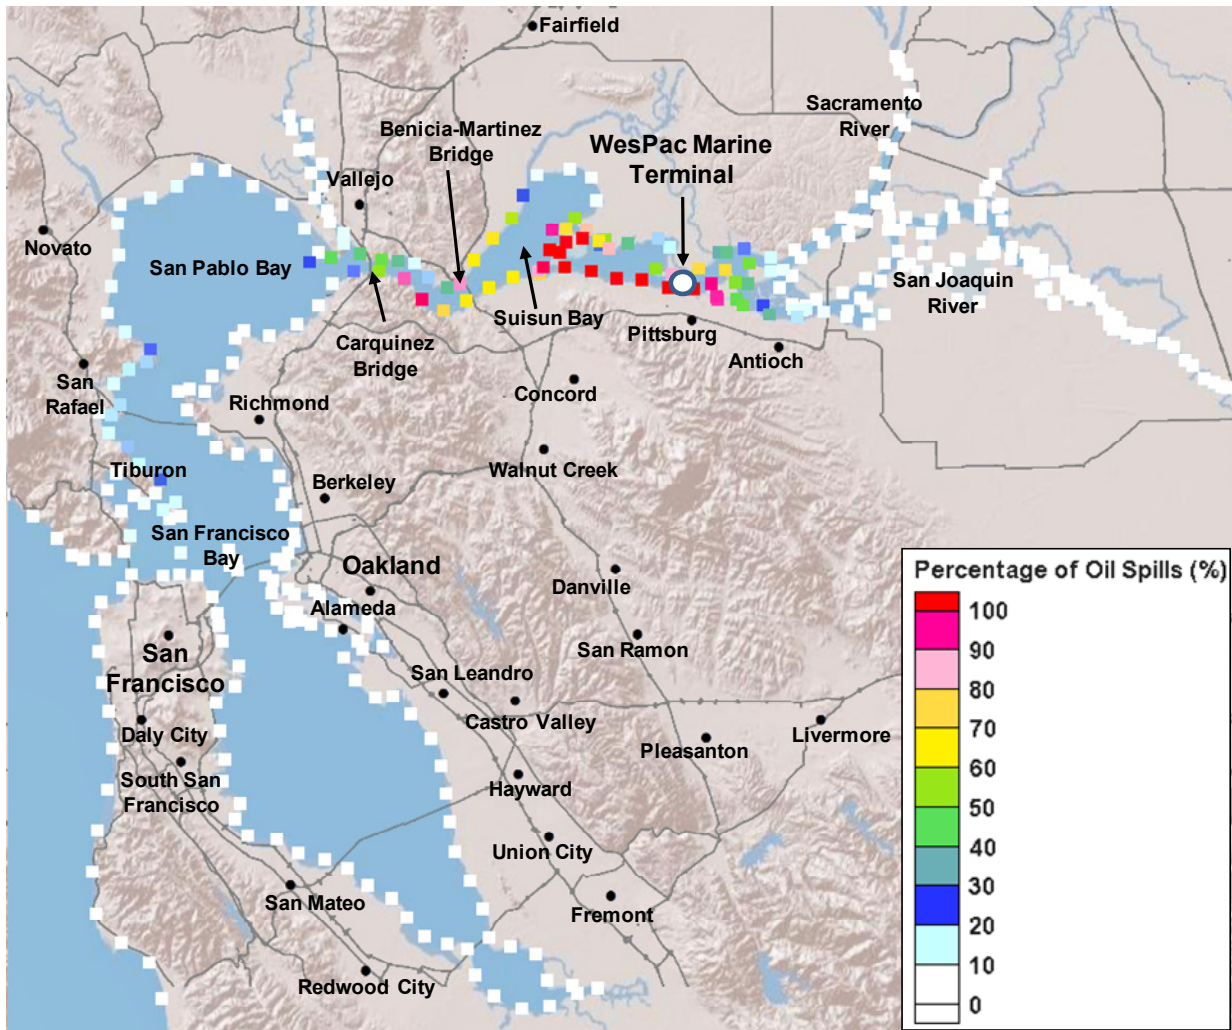 Fairfield
Sacramento
River
Benicia-Martinez
Bridge
WesPac Marine
Terminal
Vallejo
Novato
San Pablo Bay
San Joaquin
River
Suisun Bay
Pittsburg
Carquinez
Bridge
Antioch
San
Rafael
Concord
Richmond
Walnut Creek
Tiburon
Berkeley
San Francisco
Bay
Oakland
Alameda
Danville
San
Francisco
San Ramon
San Leandro
Castro Valley
Daly City
Pleasanton
Livermore
South San
Francisco
Hayward
Union City
San Mateo
Fremont
Redwood City
Percentage of Oil Spills (%)
100
90
80
70
60
50
40
30
20
10
0